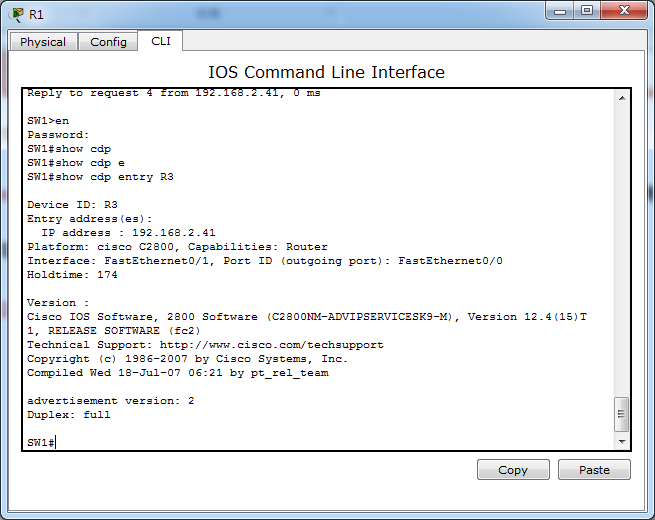 R1
Physical Config CLI
IOS Command Line Interface
Reply to request 4 from 192.168.2.41, 0 ms
SW1>en
Password:
SW1#show cdp
SW1#show cdp e
SW1#show cdp entry R3
Device ID: R3
Entry address(es):
IP address : 192.168.2.41
Platform: cisco C2800, Capabilities: Router
Interface: FastEthernet0/1, Port ID (outgoing port): FastEthernet0/0
Holdtime: 174
Version :
Cisco IOS Software, 2800 Software (C2800NM-ADVIPSERVICESK9-M), Version 12.4(15)T
1, RELEASE SOFTWARE (fc2)
Technical Support: http://www.cisco.com/techsupport
Copyright (c) 1986-2007 by Cisco Systems, Inc.
Compiled Wed 18-Jul-07 06:21 by pt_rel_team
advertisement version: 2
Duplex: full
SW1#
Copy Paste